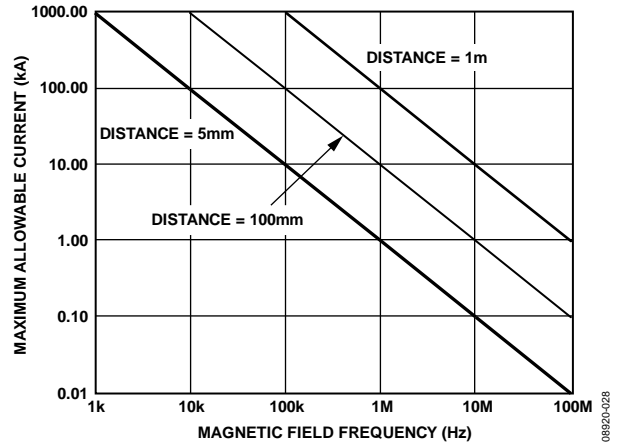 1000.00
100.00
10.00
1.00
0.10
0.01
MAXIMUM ALLOWABLE CURRENT (kA)
DISTANCE = 1m
DISTANCE = 5mm
DISTANCE = 100mm
1k
10k
100k
1M
10M
100M
MAGNETIC FIELD FREQUENCY (Hz)
08920-028